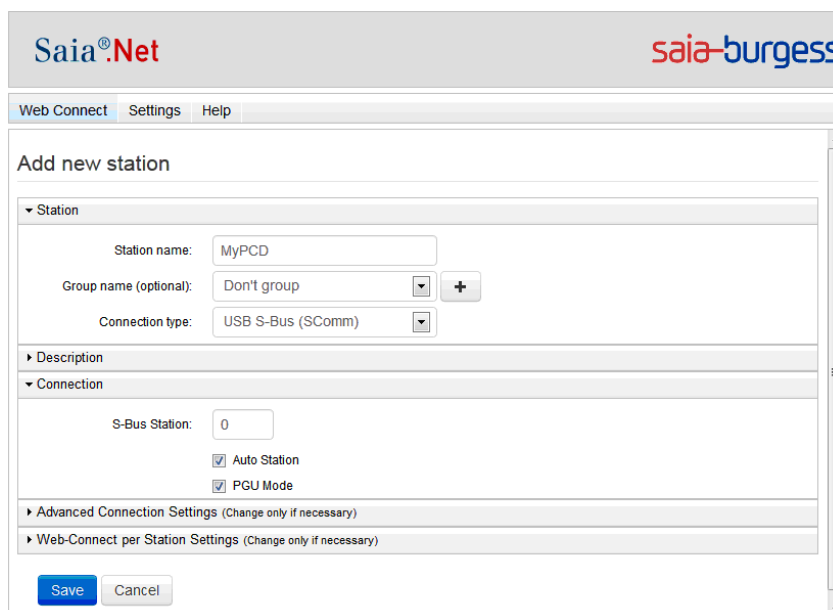 Saia®.Net
saia-burgess
Web Connect Settings Help
Add new station
Station
Station name: MyPCD
Group name (optional): Don't group +
Connection type: USB S-Bus (SComm)
Description
Connection
S-Bus Station: 0
Auto Station
PGU Mode
Advanced Connection Settings (Change only if necessary)
Web-Connect per Station Settings (Change only if necessary)
Save Cancel